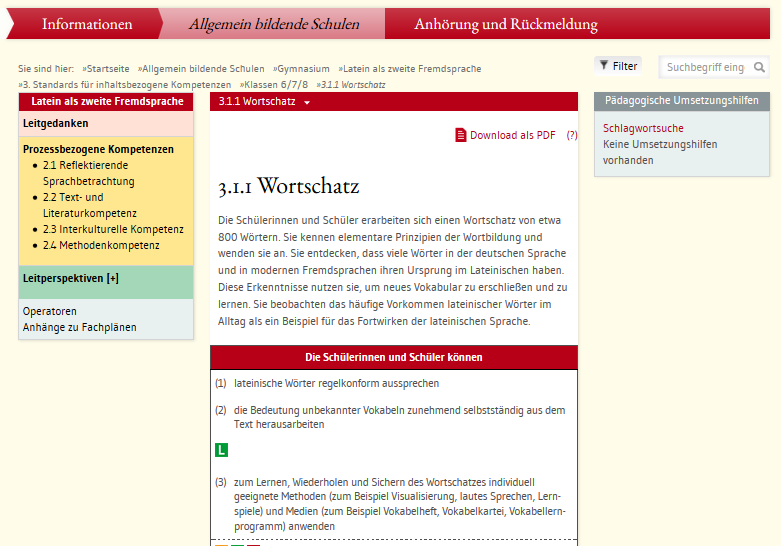 Informationen
Allgemein bildende Schulen
Anhörung und Rückmeldung
Sie sind hier: »Startseite »Allgemein bildende Schulen »Gymnasium »Latein als zweite Fremdsprache
»3. Standards für inhaltsbezogene Kompetenzen »Klassen 6/7/8 »3.1.1 Wortschatz
Filter
Suchbegriff eing
Latein als zweite Fremdsprache
Leitgedanken
Prozessbezogene Kompetenzen
• 2.1 Reflektierende
Sprachbetrachtung
• 2.2 Text- und
Literaturkompetenz
• 2.3 Interkulturelle Kompetenz
• 2.4 Methodenkompetenz
Leitperspektiven [+]
Operatoren
Anhänge zu Fachplänen
3.1.1 Wortschatz
Download als PDF (?)
3.1.1 Wortschatz
Die Schülerinnen und Schüler erarbeiten sich einen Wortschatz von etwa
800 Wörtern. Sie kennen elementare Prinzipien der Wortbildung und
wenden sie an. Sie entdecken, dass viele Wörter in der deutschen Sprache
und in modernen Fremdsprachen ihren Ursprung im Lateinischen haben.
Diese Erkenntnisse nutzen sie, um neues Vokabular zu erschließen und zu
lernen. Sie beobachten das häufige Vorkommen lateinischer Wörter im
Alltag als ein Beispiel für das Fortwirken der lateinischen Sprache.
Die Schülerinnen und Schüler können
(1) lateinische Wörter regelkonform aussprechen
(2) die Bedeutung unbekannter Vokabeln zunehmend selbstständig aus dem
Text herausarbeiten
L
(3) zum Lernen, Wiederholen und Sichern des Wortschatzes individuell
geeignete Methoden (zum Beispiel Visualisierung, lautes Sprechen, Lern-
spiele) und Medien (zum Beispiel Vokabelheft, Vokabelkartei, Vokabellern-
programm) anwenden
Pädagogische Umsetzungshilfen
Schlagwortsuche
Keine Umsetzungshilfen
vorhanden